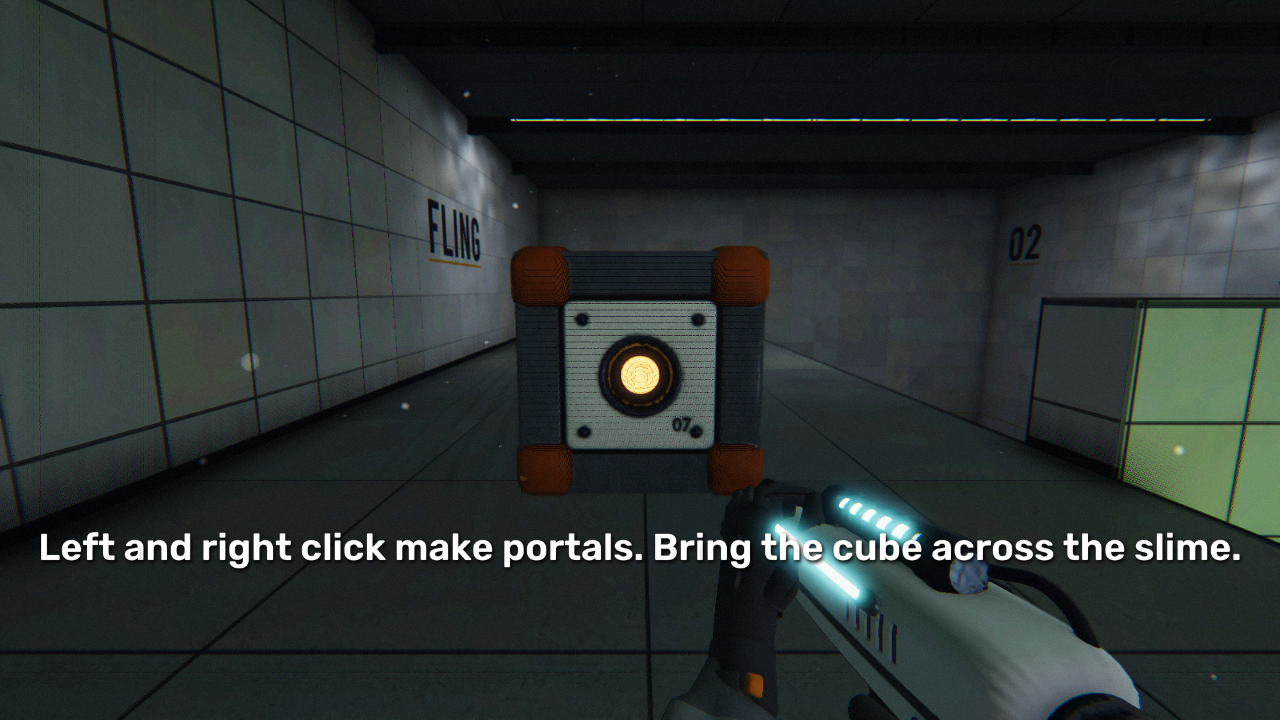 FLING
02
07
Left and right click make portals. Bring the cube across the slime.